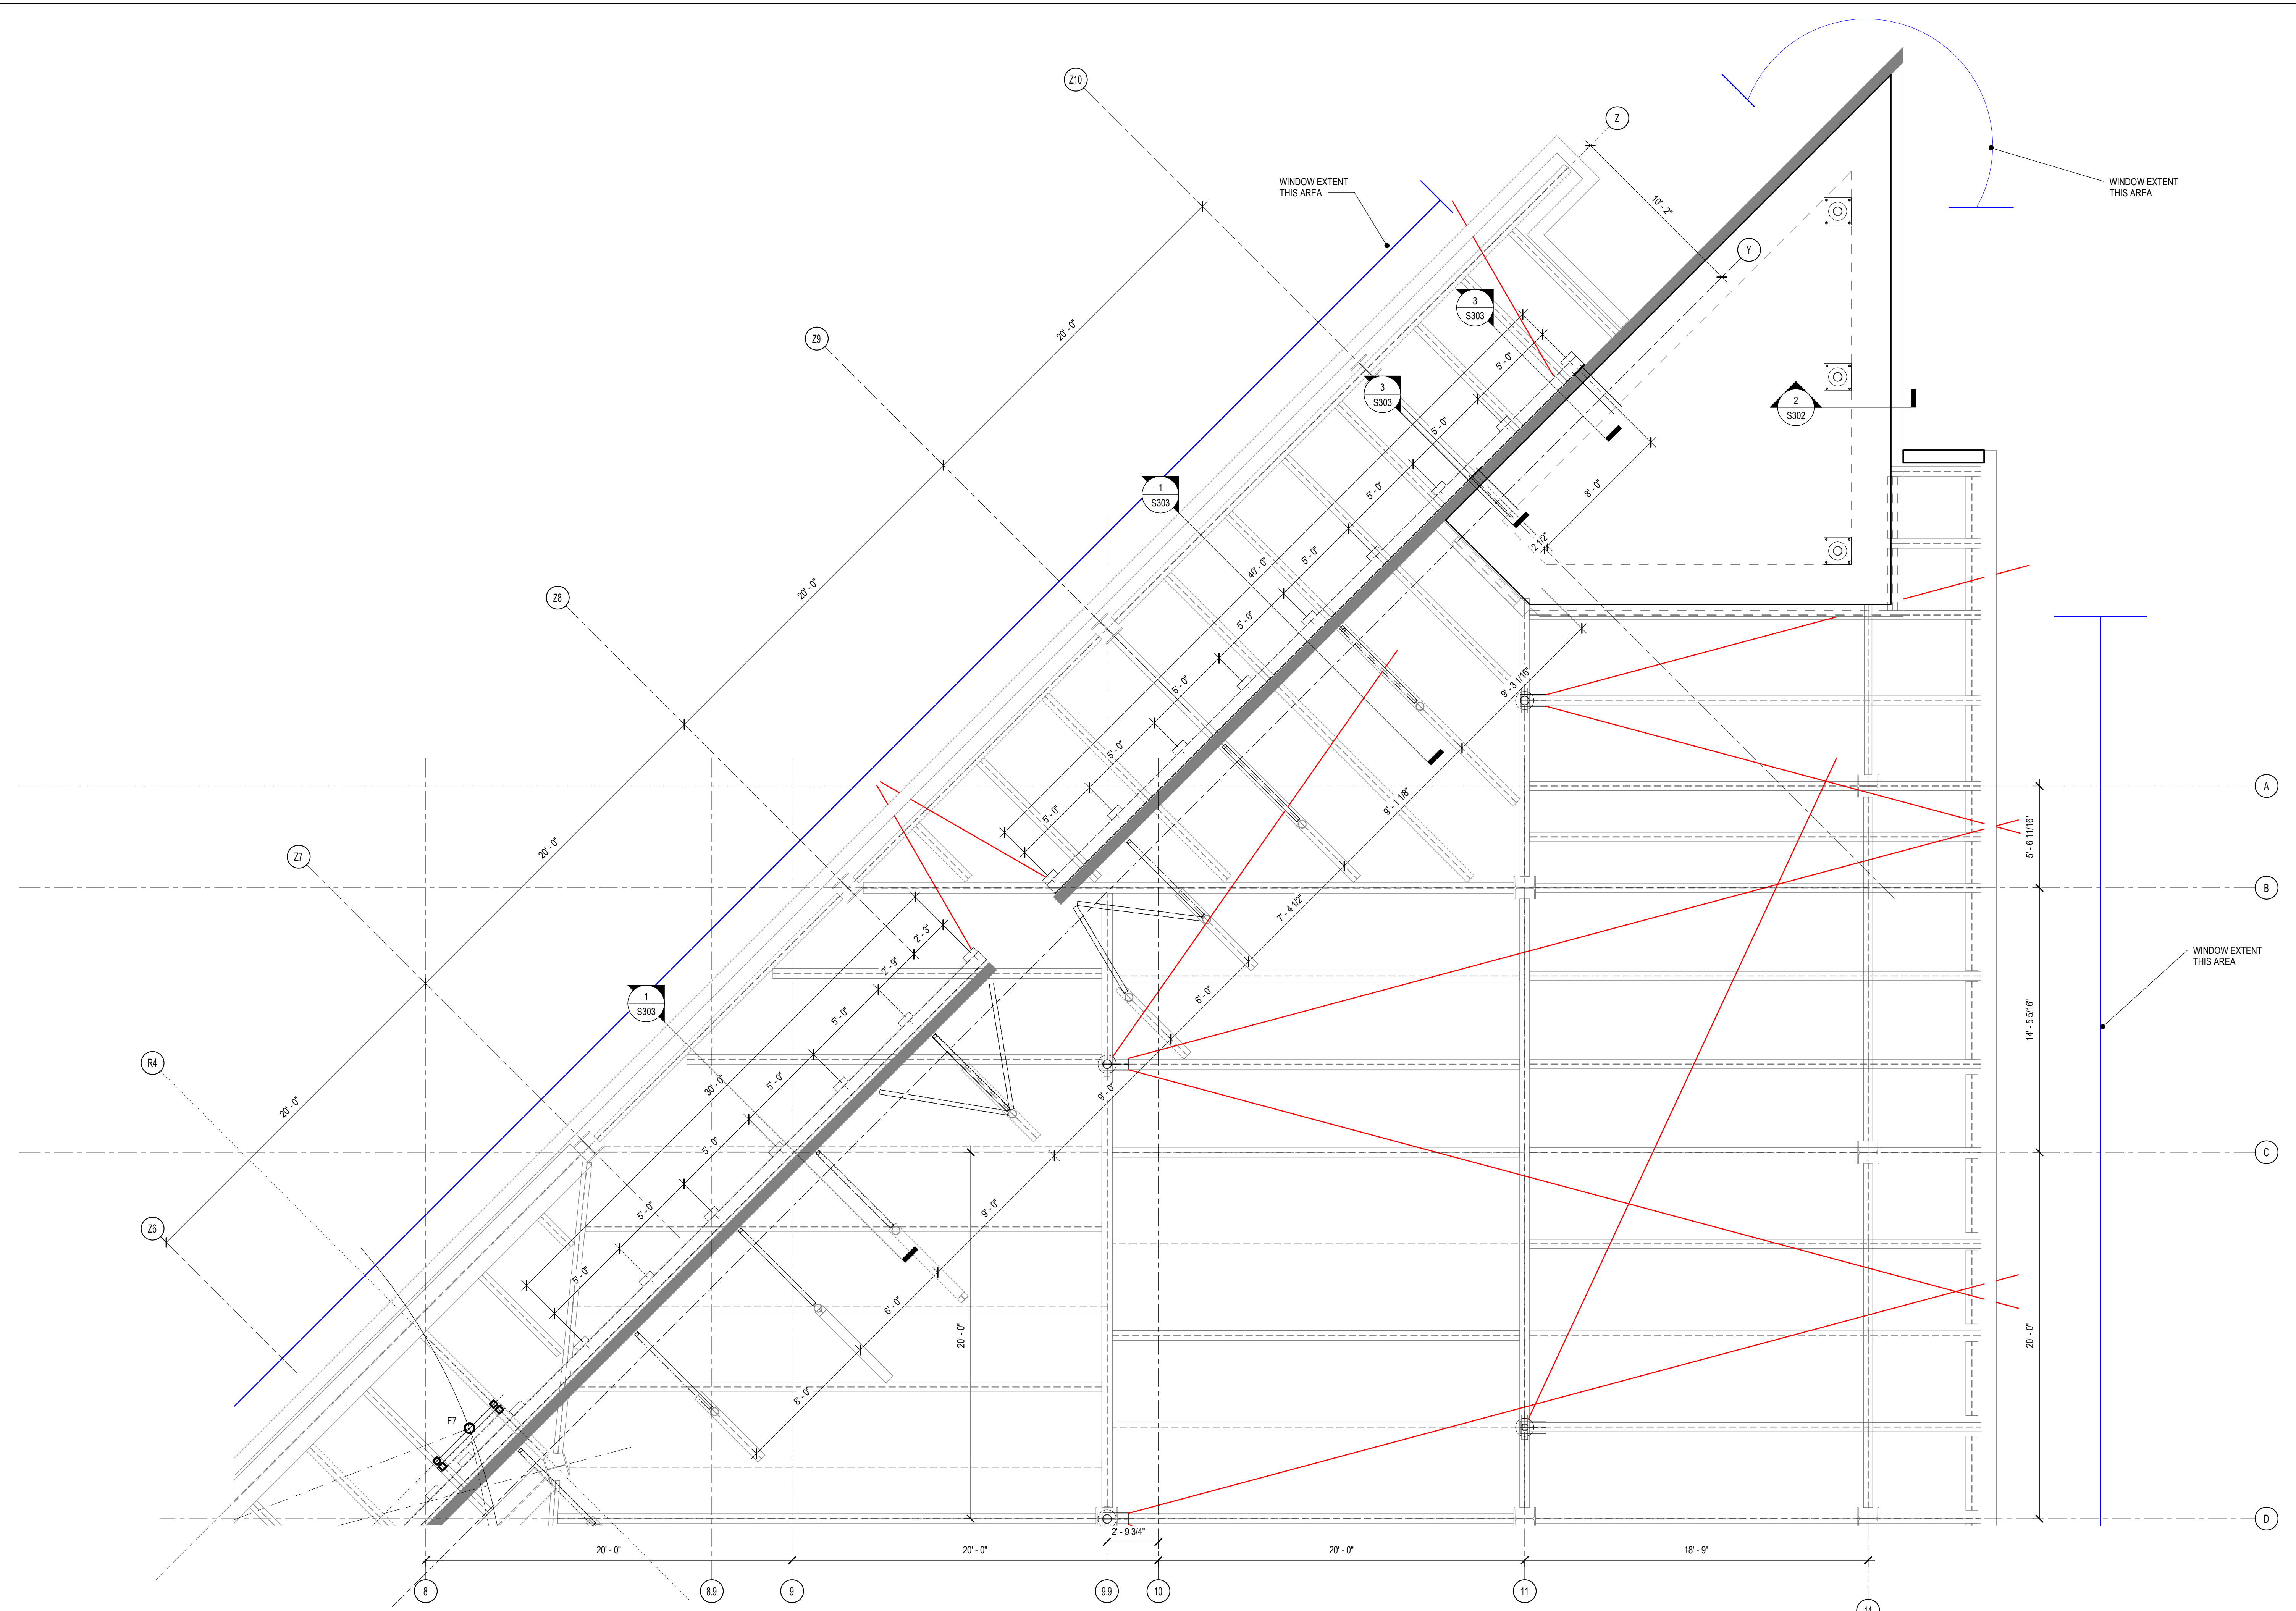 Z10
Z
WINDOW EXTENT
THIS AREA
WINDOW EXTENT
THIS AREA
10' - 2"
Y
3
S303
Z9
20' - 0"
5' - 0"
3
S303
2
S302
5' - 0"
5' - 0"
8' - 0"
1
S303
2 1/2"
5' - 0"
40' - 0"
Z8
20' - 0"
5' - 0"
5' - 0"
9' - 3 1/16"
5' - 0"
5' - 0"
9' - 1 1/8"
A
5' - 6 11/16"
Z7
20' - 0"
B
7' - 4 1/2"
2' - 3"
2' - 9"
WINDOW EXTENT
THIS AREA
6' - 0"
1
S303
5' - 0"
14' - 5 5/16"
R4
30' - 0"
5' - 0"
9' - 0"
20' - 0"
5' - 0"
C
Z6
5' - 0"
9' - 0"
5' - 0"
6' - 0"
20' - 0"
20' - 0"
8' - 0"
F7
D
2' - 9 3/4"
20' - 0"
20' - 0"
20' - 0"
18' - 9"
8
8.9
9
9.9
10
11
14